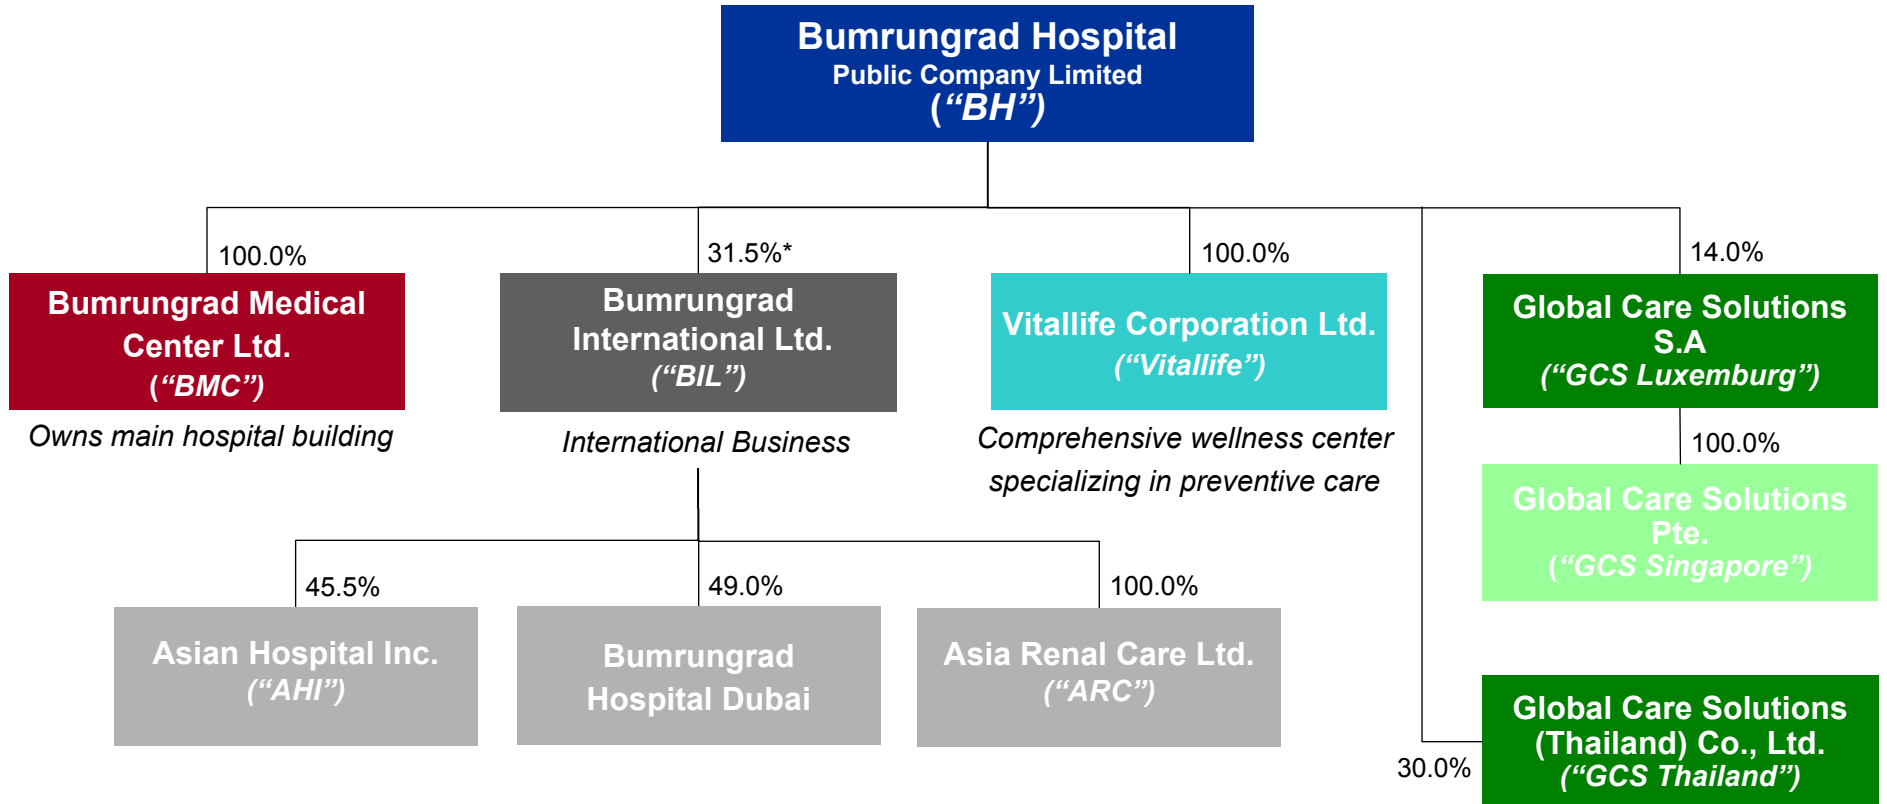 Bumrungrad Hospital
Public Company Limited
(“BH”)
100.0%
31.5%*
100.0%
14.0%
Bumrungrad Medical
Center Ltd.
(“BMC”)
Owns main hospital building
Bumrungrad
International Ltd.
(“BIL”)
International Business
Vitallife Corporation Ltd.
(“Vitallife”)
Comprehensive wellness center
specializing in preventive care
Global Care Solutions
S.A
(“GCS Luxemburg”)
100.0%
Global Care Solutions
Pte.
(“GCS Singapore”)
45.5%
49.0%
100.0%
Asian Hospital Inc.
(“AHI”)
Bumrungrad
Hospital Dubai
Asia Renal Care Ltd.
(“ARC”)
30.0%
Global Care Solutions
(Thailand) Co., Ltd.
(“GCS Thailand”)